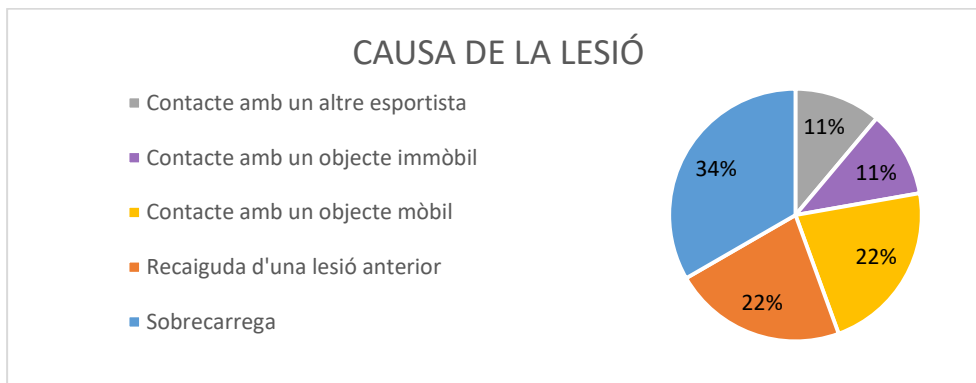 CAUSA DE LA LESIÓ
Contacte amb un altre esportista
Contacte amb un objecte immòbil
Contacte amb un objecte mòbil
Recaiguda d'una lesió anterior
Sobrecarrega
11%
11%
22%
22%
34%